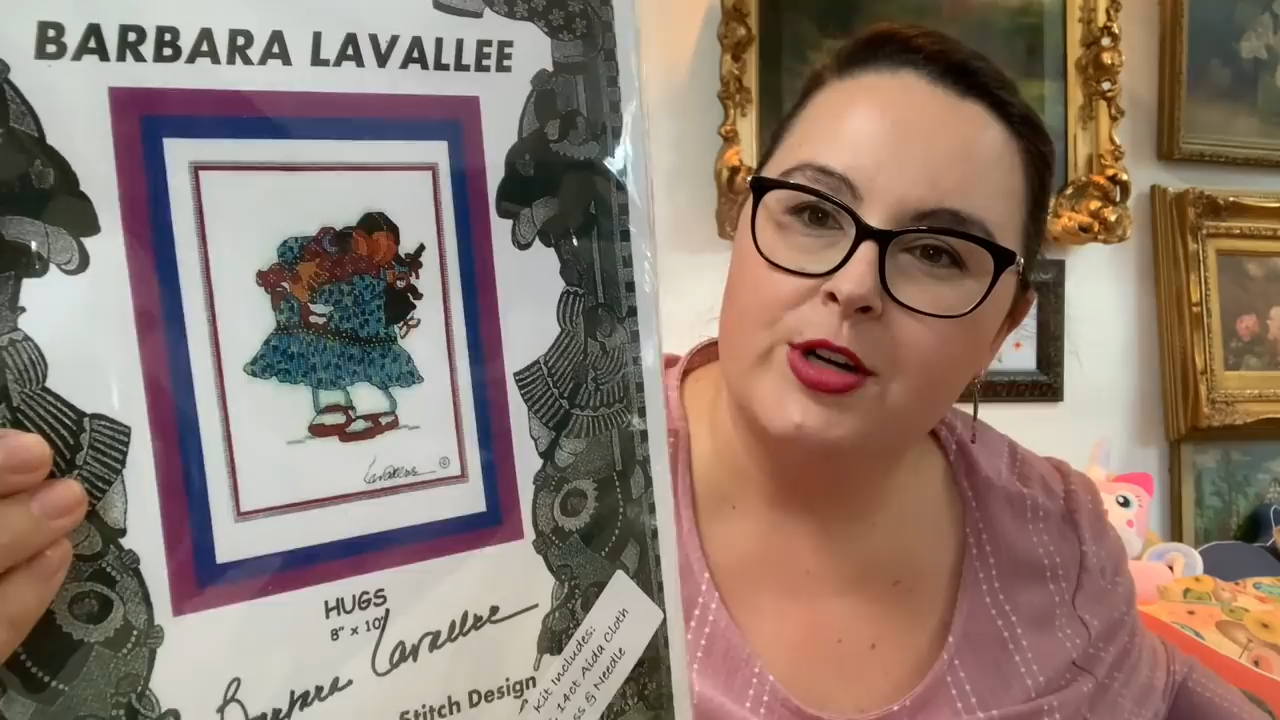 BARBARA LAVALLEE
Lavallee ©
HUGS
8" x 10"
Barbara Lavallee
Stitch Design
Kit Includes:
14ct Aida Cloth
& Needle